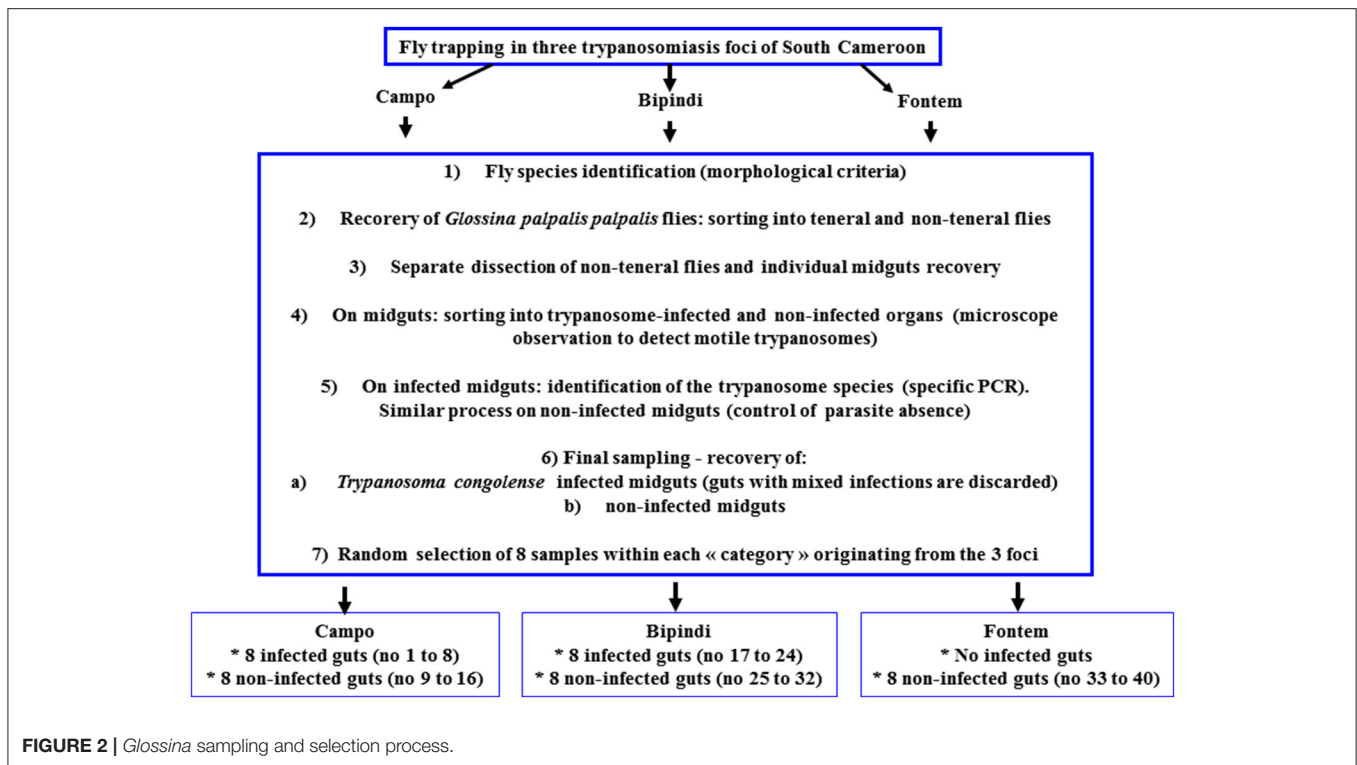 Fly trapping in three trypanosomiasis foci of South Cameroon
Campo
Bipindi
Fontem
1) Fly species identification (morphological criteria)
2) Recorery of Glossina palpalis palpalis flies: sorting into teneral and non-teneral flies
3) Separate dissection of non-teneral flies and individual midguts recovery
4) On midguts: sorting into trypanosome-infected and non-infected organs (microscope
observation to detect motile trypanosomes)
5) On infected midguts: identification of the trypanosome species (specific PCR).
Similar process on non-infected midguts (control of parasite absence)
6) Final sampling - recovery of:
a) Trypanosoma congolense infected midguts (guts with mixed infections are discarded)
b) non-infected midguts
7) Random selection of 8 samples within each « category » originating from the 3 foci
Campo
* 8 infected guts (no 1 to 8)
* 8 non-infected guts (no 9 to 16)
Bipindi
* 8 infected guts (no 17 to 24)
* 8 non-infected guts (no 25 to 32)
Fontem
* No infected guts
* 8 non-infected guts (no 33 to 40)
FIGURE 2 | Glossina sampling and selection process.